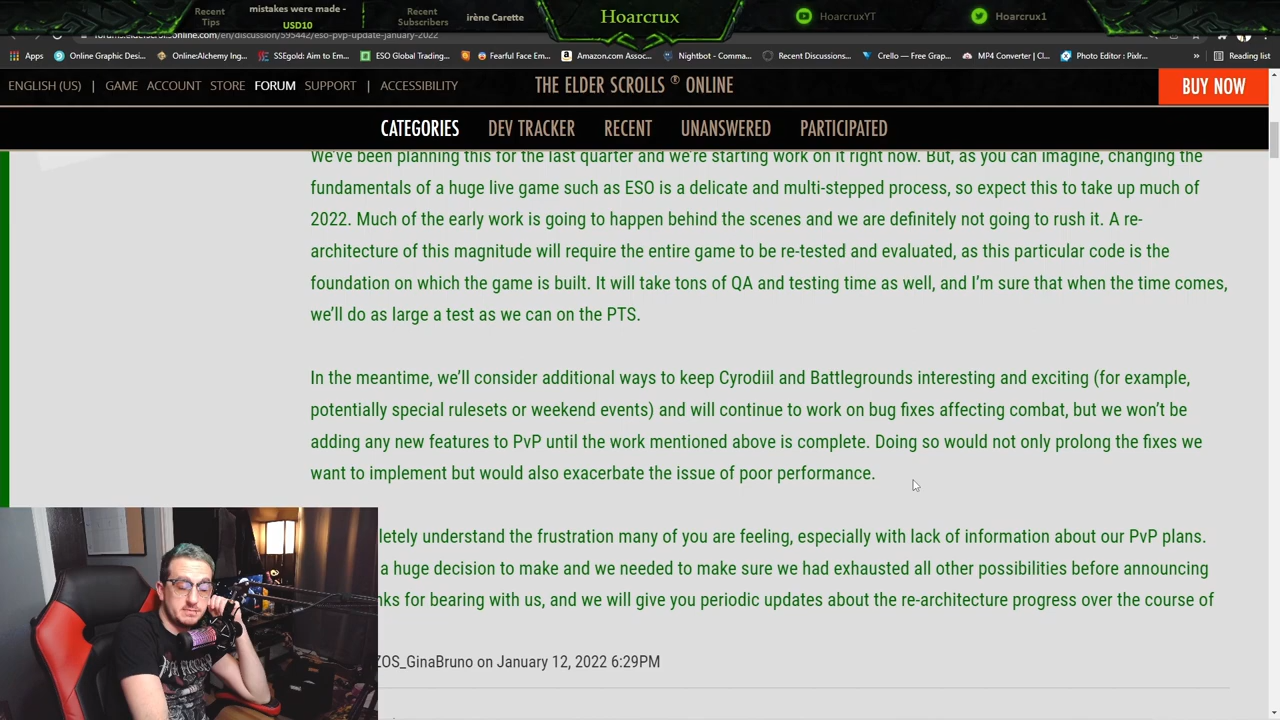 Recent
Tips
mistakes were made -
USD10
Recent
Subscribers
irène Carette
Hoarcrux
HoarcruxYT
Hoarcrux1
online.com/en/discussion/595442/eso-pvp-update-january-2022
Apps
Online Graphic Desi...
OnlineAlchemy Ing...
SSEgold: Aim to Em...
ESO Global Trading...
Fearful Face Em...
Amazon.com Assoc...
Nightbot - Comma...
Recent Discussions...
Crello — Free Grap...
MP4 Converter | Cl...
Photo Editor : Pixlr...
»
Reading list
ENGLISH (US) | GAME ACCOUNT STORE FORUM SUPPORT | ACCESSIBILITY
THE ELDER SCROLLS ® ONLINE
BUY NOW
CATEGORIES DEV TRACKER RECENT UNANSWERED PARTICIPATED
We've been planning this for the last quarter and we're starting work on it right now. But, as you can imagine, changing the
fundamentals of a huge live game such as ESO is a delicate and multi-stepped process, so expect this to take up much of
2022. Much of the early work is going to happen behind the scenes and we are definitely not going to rush it. A re-
architecture of this magnitude will require the entire game to be re-tested and evaluated, as this particular code is the
foundation on which the game is built. It will take tons of QA and testing time as well, and I'm sure that when the time comes,
we'll do as large a test as we can on the PTS.
In the meantime, we'll consider additional ways to keep Cyrodiil and Battlegrounds interesting and exciting (for example,
potentially special rulesets or weekend events) and will continue to work on bug fixes affecting combat, but we won't be
adding any new features to PvP until the work mentioned above is complete. Doing so would not only prolong the fixes we
want to implement but would also exacerbate the issue of poor performance.
letely understand the frustration many of you are feeling, especially with lack of information about our PvP plans.
a huge decision to make and we needed to make sure we had exhausted all other possibilities before announcing
nks for bearing with us, and we will give you periodic updates about the re-architecture progress over the course of
ZOS_GinaBruno on January 12, 2022 6:29PM